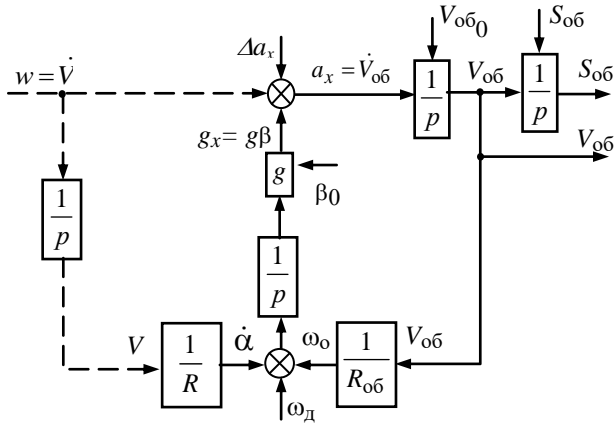 V_об₀
S_об
Δa_x
w = V̇
a_x = V̇_об
1/p
V_об
1/p
S_об
V_об
g_x = gβ
g
β₀
1/p
1/p
V
1/R
α̇
ω_о
1/R_об
V_об
ω_д